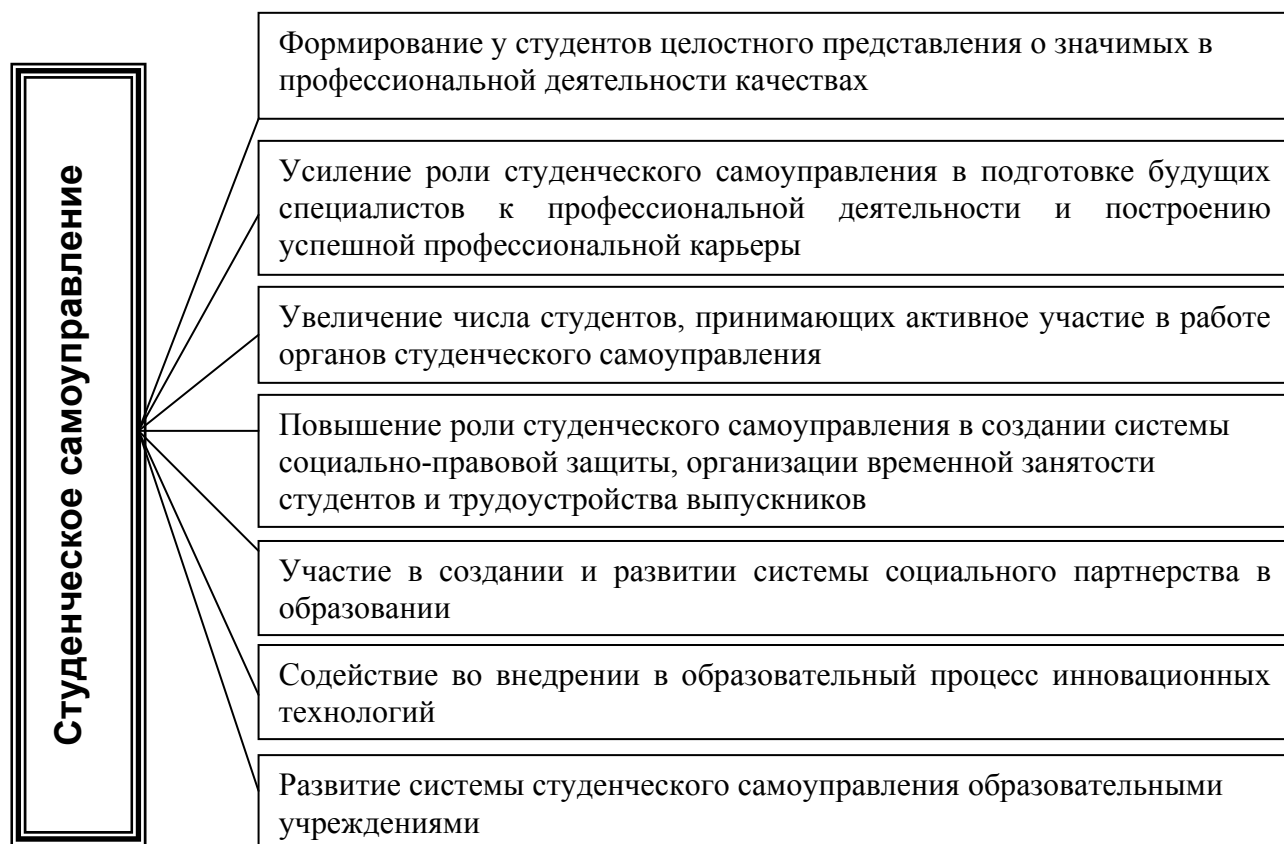 Студенческое самоуправление
Формирование у студентов целостного представления о значимых в
профессиональной деятельности качествах
Усиление роли студенческого самоуправления в подготовке будущих
специалистов к профессиональной деятельности и построению
успешной профессиональной карьеры
Увеличение числа студентов, принимающих активное участие в работе
органов студенческого самоуправления
Повышение роли студенческого самоуправления в создании системы
социально-правовой защиты, организации временной занятости
студентов и трудоустройства выпускников
Участие в создании и развитии системы социального партнерства в
образовании
Содействие во внедрении в образовательный процесс инновационных
технологий
Развитие системы студенческого самоуправления образовательными
учреждениями